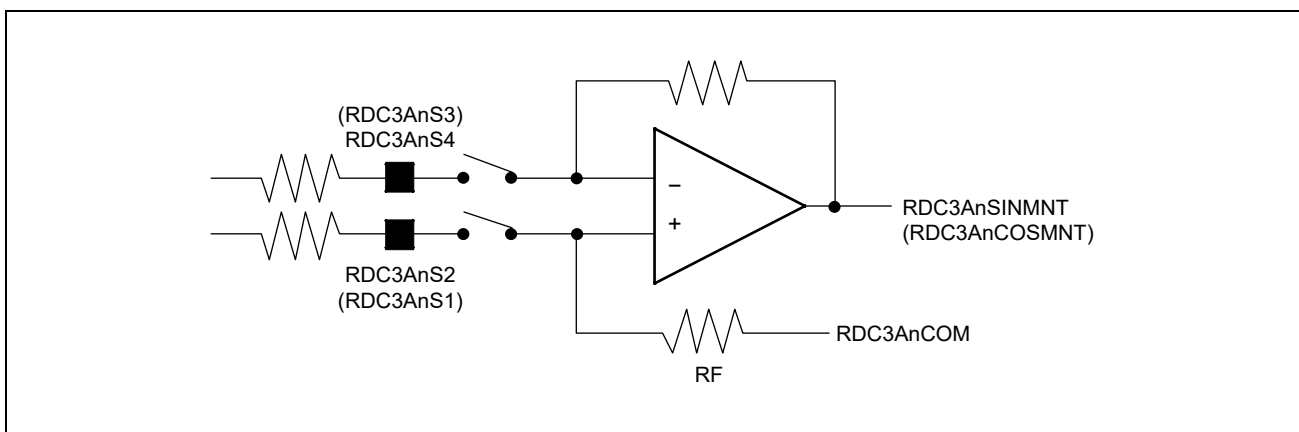 (RDC3AnS3)
RDC3AnS4
−
+
RDC3AnSINMNT
(RDC3AnCOSMNT)
RDC3AnS2
(RDC3AnS1)
RDC3AnCOM
RF